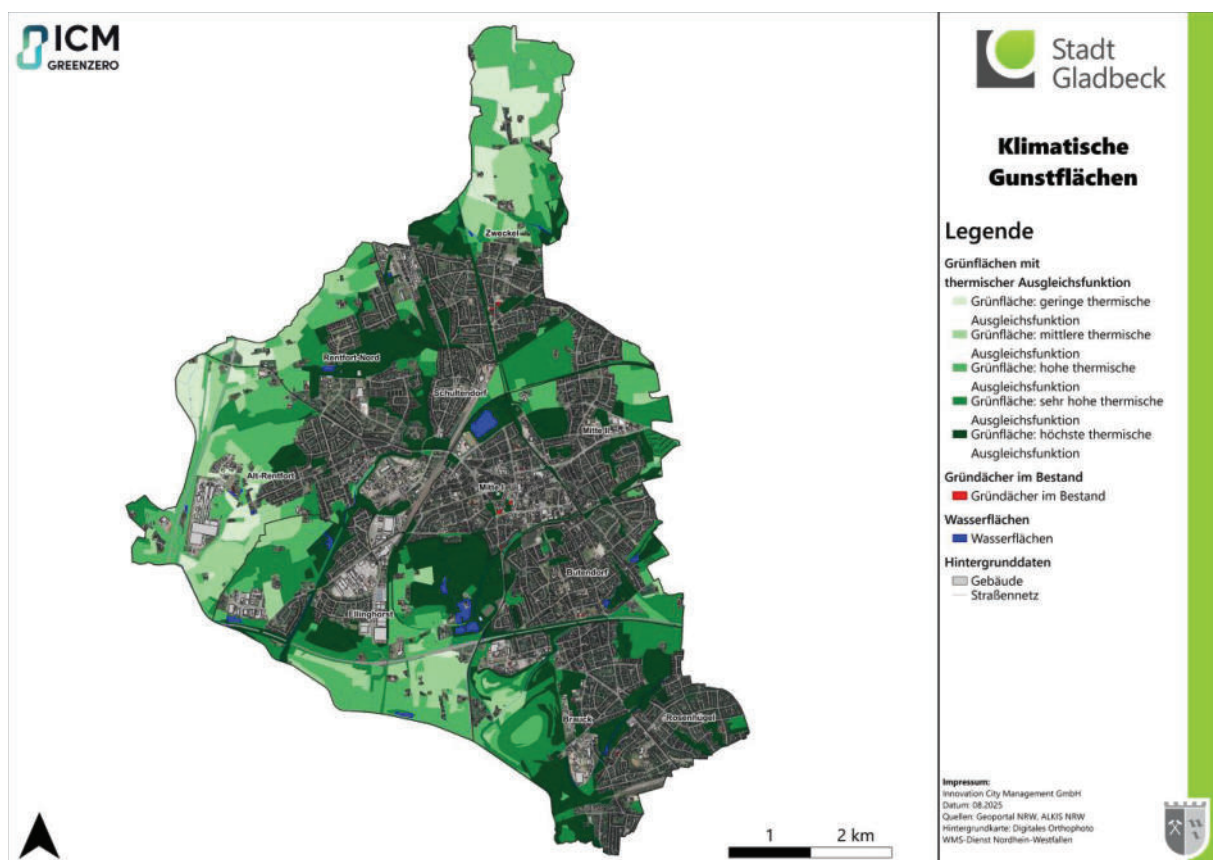 ICM
GREENZERO
Zweckel
Rentfort-Nord
Schultendorf
Mitte II
Alt-Rentfort
Mitte I
Butendorf
Ellinghorst
Brauck
Rosenhügel
1 2 km
Stadt
Gladbeck
Klimatische
Gunstflächen
Legende
Grünflächen mit
thermischer Ausgleichsfunktion
Grünfläche: geringe thermische
Ausgleichsfunktion
Grünfläche: mittlere thermische
Ausgleichsfunktion
Grünfläche: hohe thermische
Ausgleichsfunktion
Grünfläche: sehr hohe thermische
Ausgleichsfunktion
Grünfläche: höchste thermische
Ausgleichsfunktion
Gründächer im Bestand
Gründächer im Bestand
Wasserflächen
Wasserflächen
Hintergrunddaten
Gebäude
Straßennetz
Impressum:
Innovation City Management GmbH
Datum: 08.2025
Quellen: Geoportal NRW, ALKIS NRW
Hintergrundkarte: Digitales Orthophoto
WMS-Dienst Nordhein-Westfallen